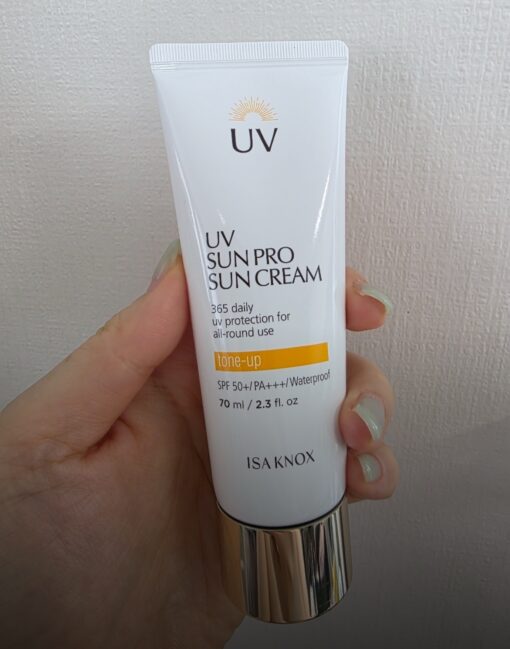 UV
UV
SUN PRO
SUN CREAM
365 daily
uv protection for
all-round use
tone-up
SPF 50+/PA+++/Waterproof
70 ml / 2.3 fl. oz
ISA KNOX